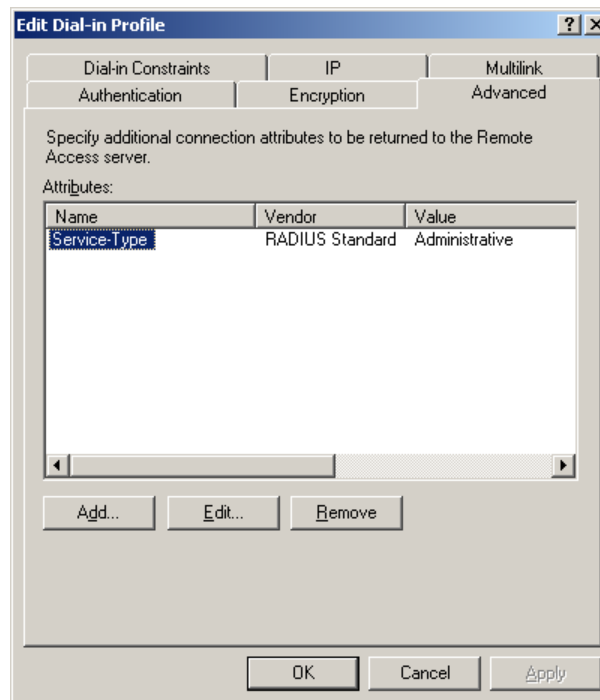 Edit Dial-in Profile
Dial-in Constraints IP Multilink
Authentication Encryption Advanced
Specify additional connection attributes to be returned to the Remote
Access server.
Attributes:
Name Vendor Value
Service-Type RADIUS Standard Administrative
Add... Edit... Remove
OK Cancel Apply